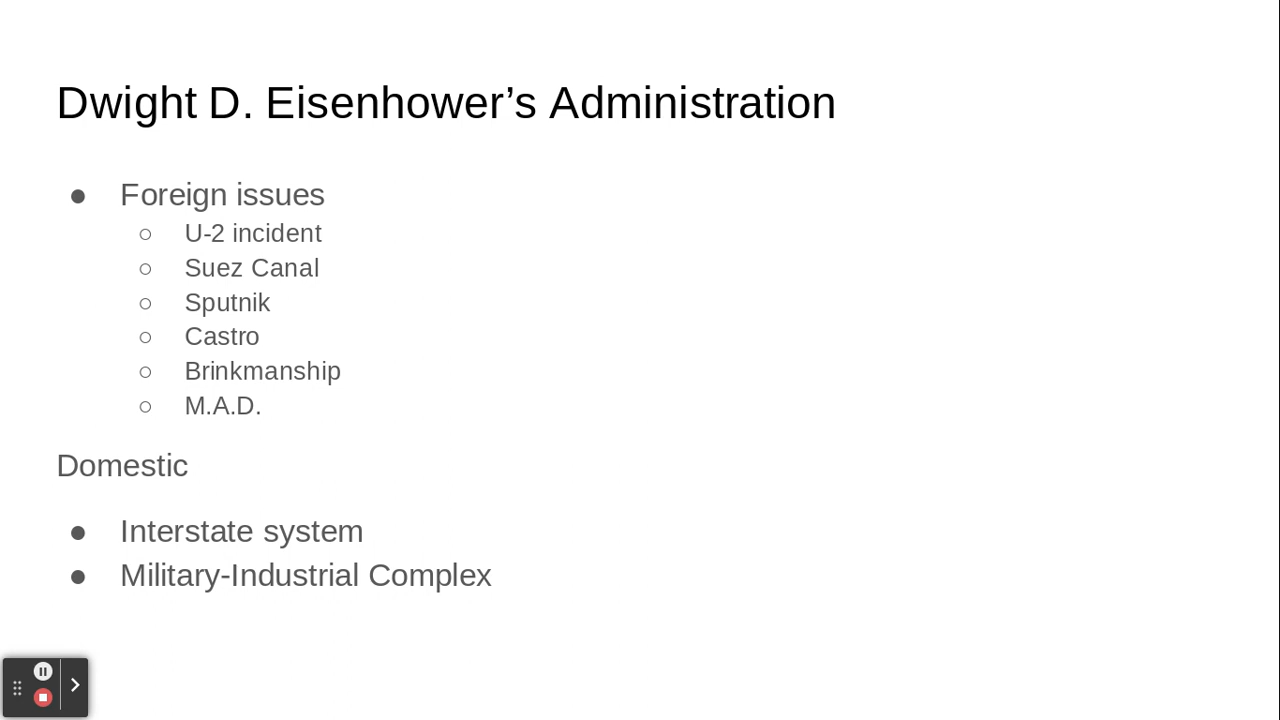 Dwight D. Eisenhower’s Administration
● Foreign issues
○ U-2 incident
○ Suez Canal
○ Sputnik
○ Castro
○ Brinkmanship
○ M.A.D.
Domestic
● Interstate system
● Military-Industrial Complex